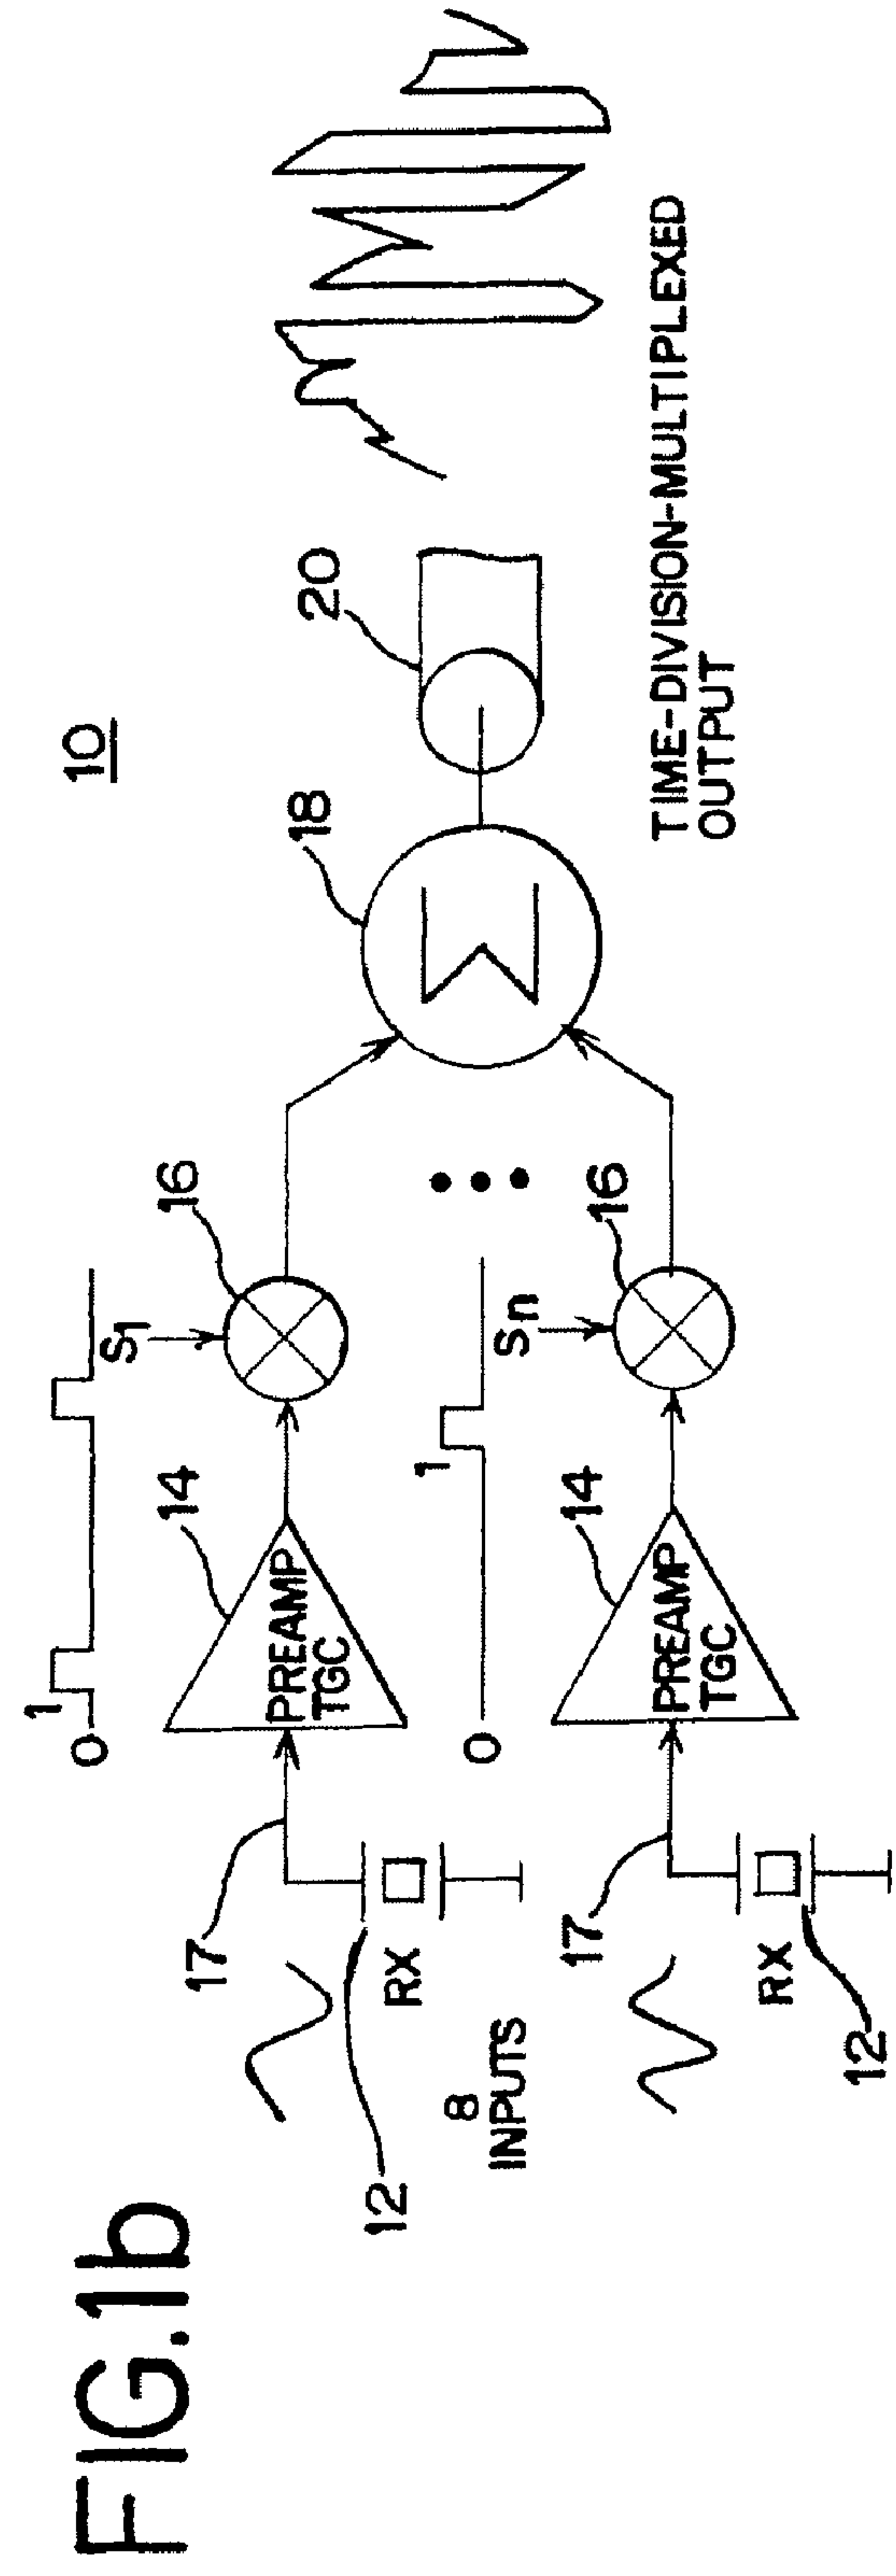 FIG.1b
10
1
0
S1
16
14
PREAMP
TGC
17
12
RX
8
INPUTS
18
20
1
0
Sn
16
14
PREAMP
TGC
17
RX
12
Σ
TIME-DIVISION-MULTIPLEXED
OUTPUT